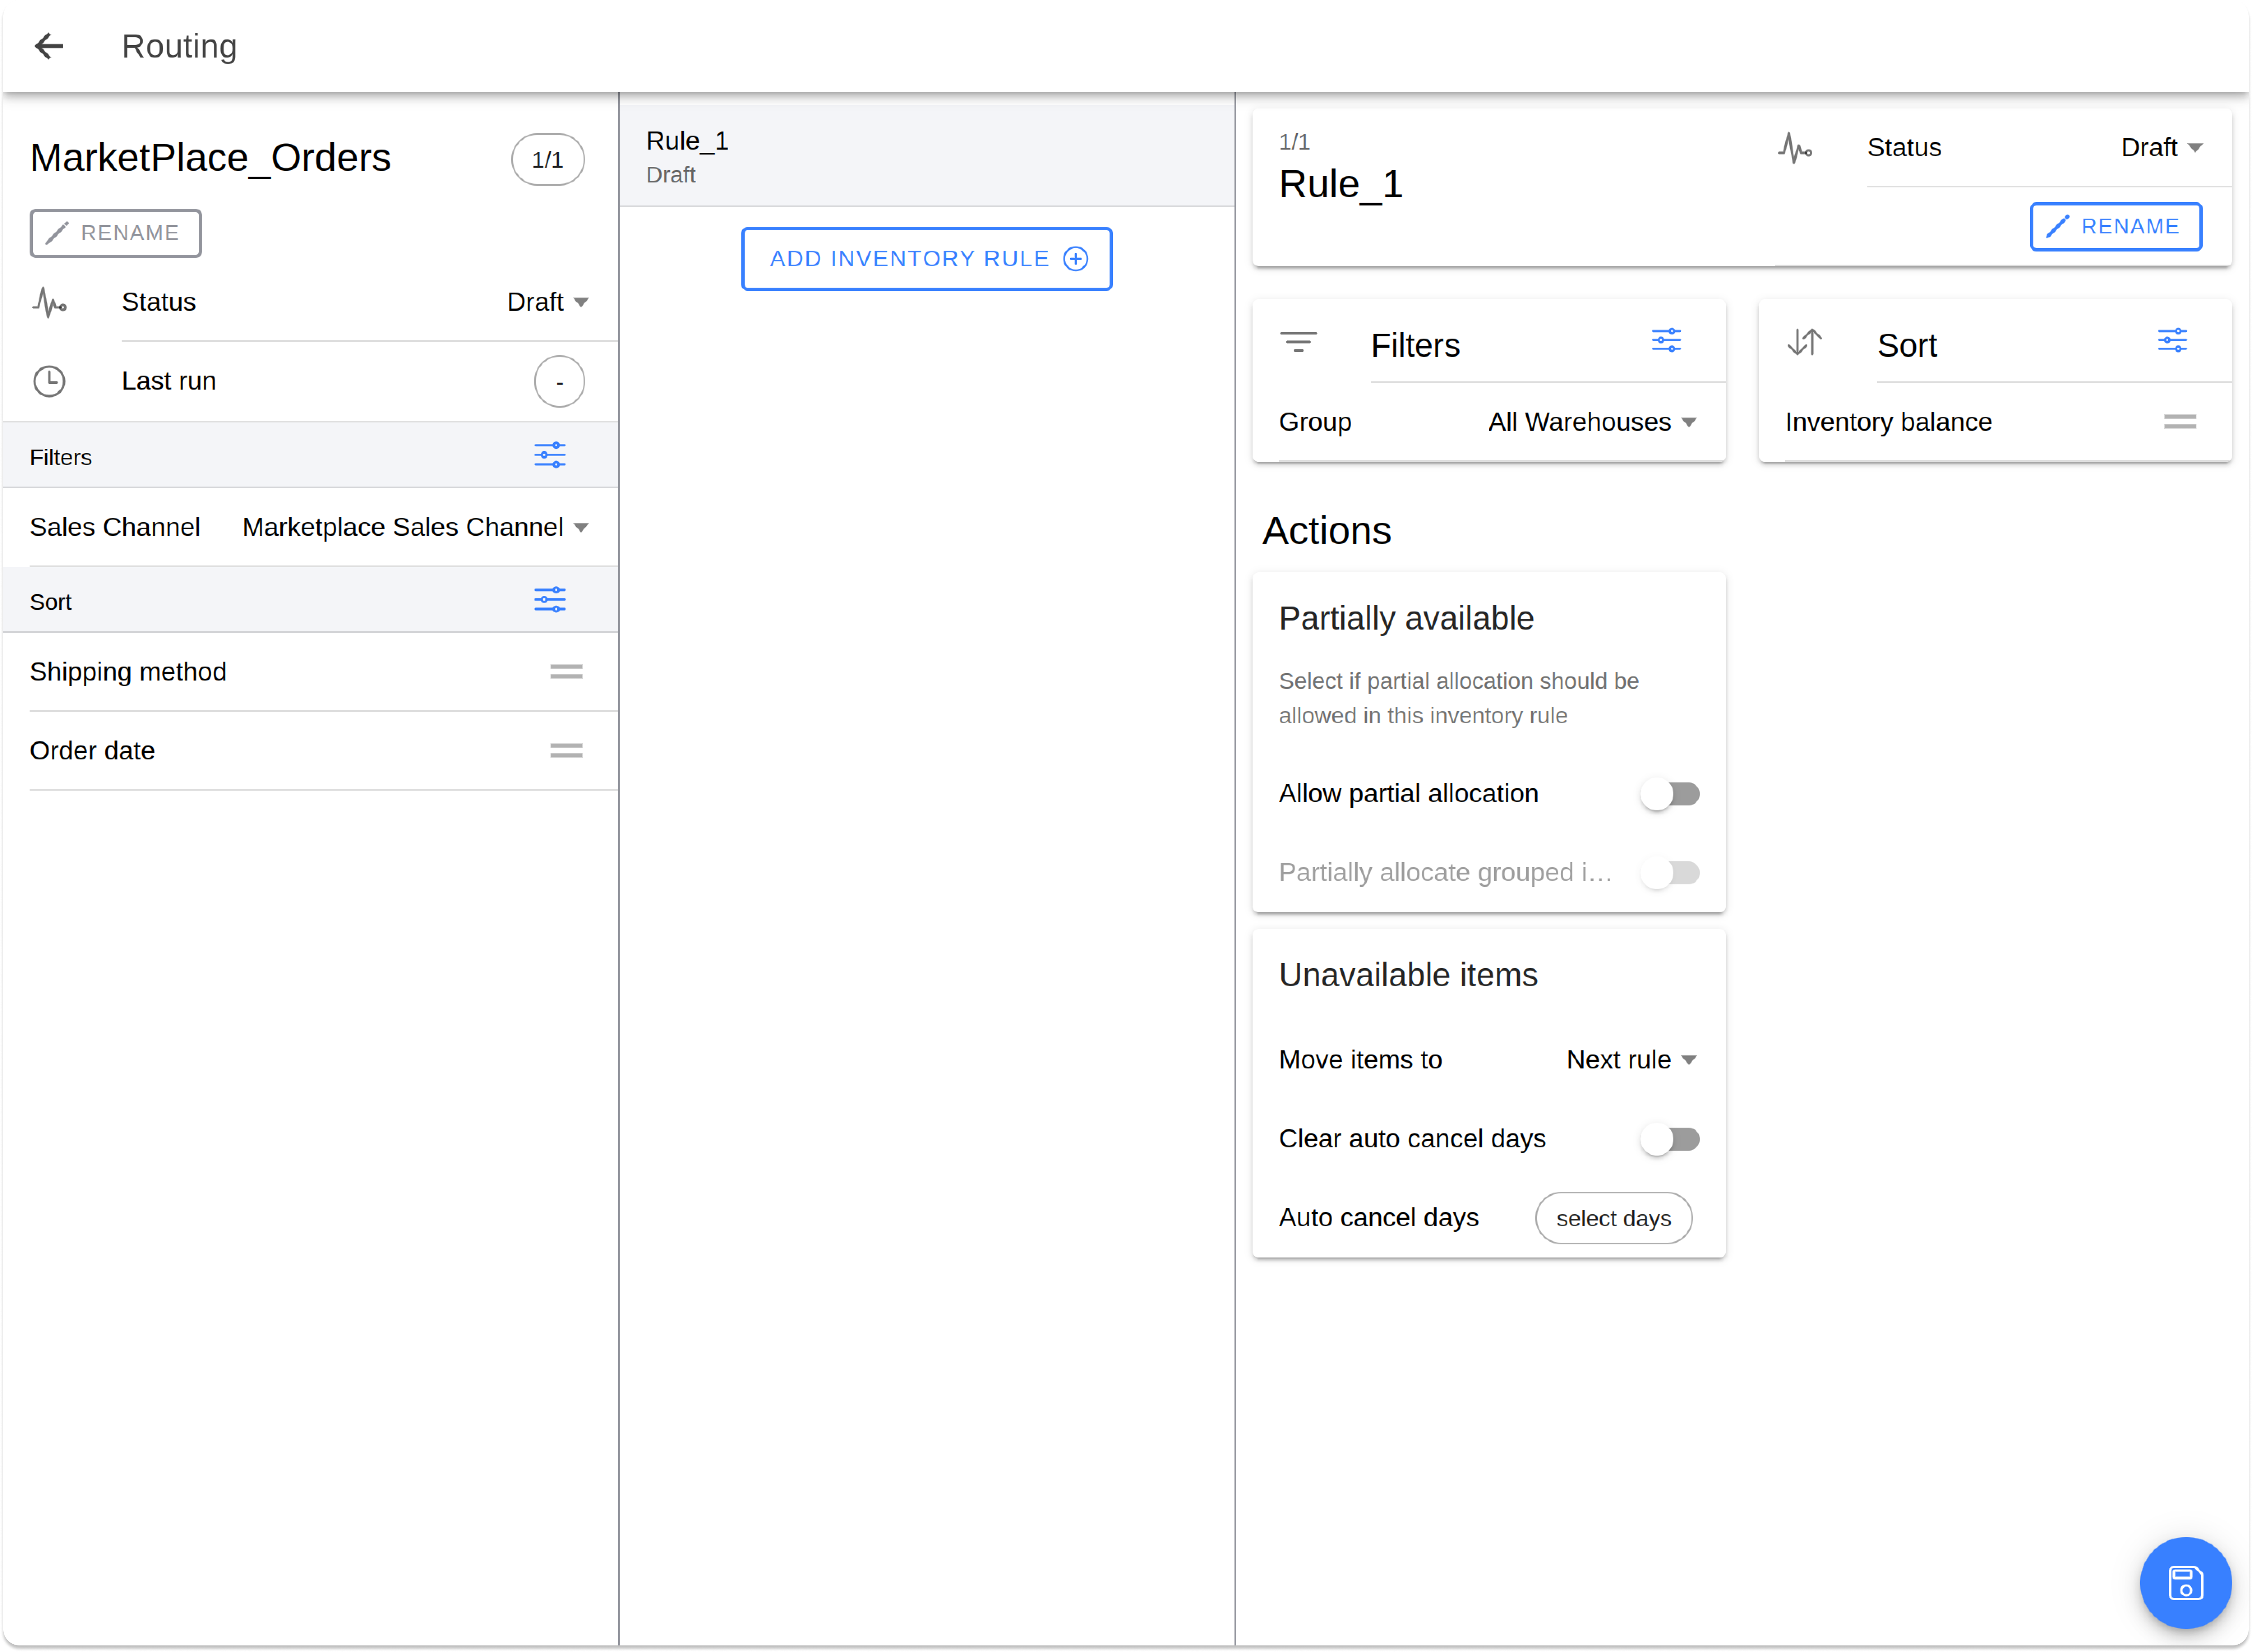 Routing
MarketPlace_Orders
1/1
RENAME
Status
Draft
Last run
-
Filters
Sales Channel
Marketplace Sales Channel
Sort
Shipping method
Order date
Rule_1
Draft
ADD INVENTORY RULE
1/1
Rule_1
Status
Draft
RENAME
Filters
Group
All Warehouses
Sort
Inventory balance
Actions
Partially available
Select if partial allocation should be
allowed in this inventory rule
Allow partial allocation
Partially allocate grouped i…
Unavailable items
Move items to
Next rule
Clear auto cancel days
Auto cancel days
select days